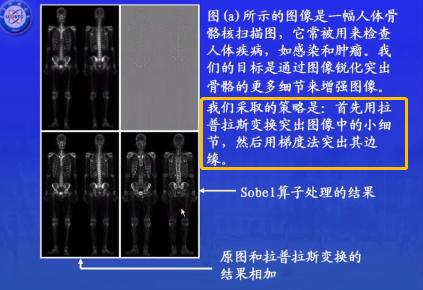 图(a)所示的图像是一幅人体骨
骼核扫描图，它常被用来检查
人体疾病，如感染和肿瘤。我
们的目标是通过图像锐化突出
骨骼的更多细节来增强图像。
我们采取的策略是：首先用拉
普拉斯变换突出图像中的小细
节，然后用梯度法突出其边
缘。
Sobel算子处理的结果
原图和拉普拉斯变换的
结果相加